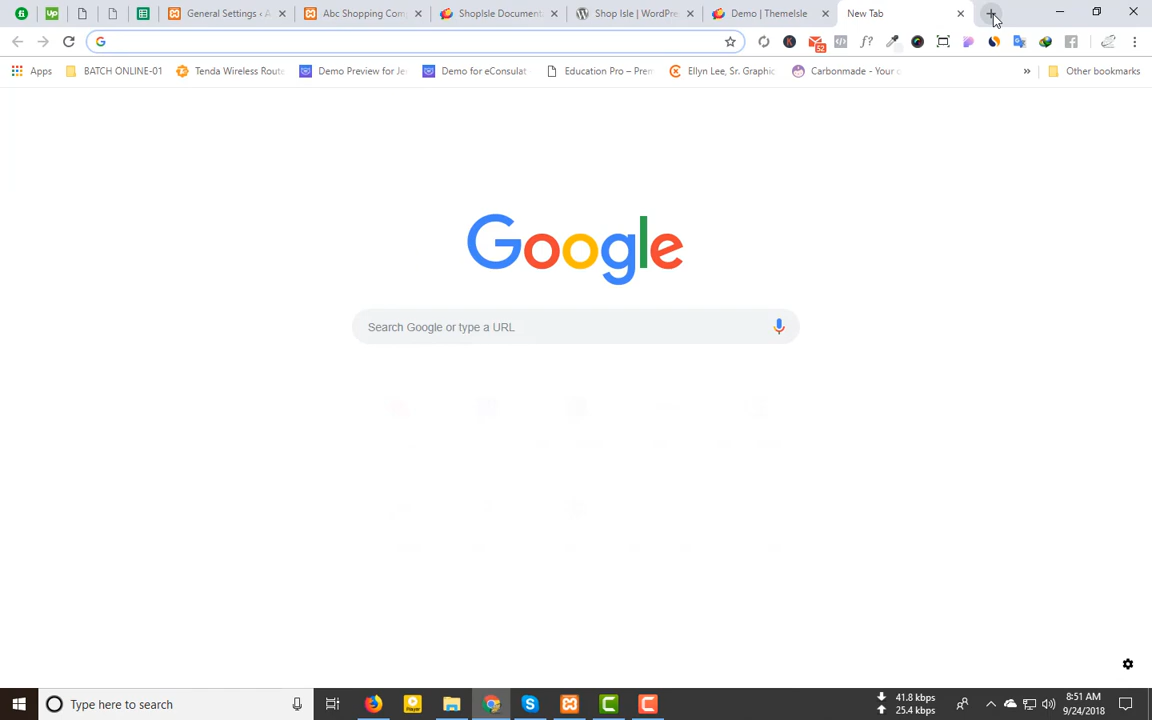 fi
up
General Settings ‹ A
Abc Shopping Com
ShopIsle Document
Shop Isle | WordPre
Demo | ThemeIsle
New Tab
52
f?
Apps
BATCH ONLINE-01
Tenda Wireless Route
Demo Preview for Je
Demo for eConsulat
Education Pro – Prem
Ellyn Lee, Sr. Graphic
Carbonmade - Your o
»
Other bookmarks
Google
Search Google or type a URL
Type here to search
41.8 kbps
25.4 kbps
8:51 AM
9/24/2018